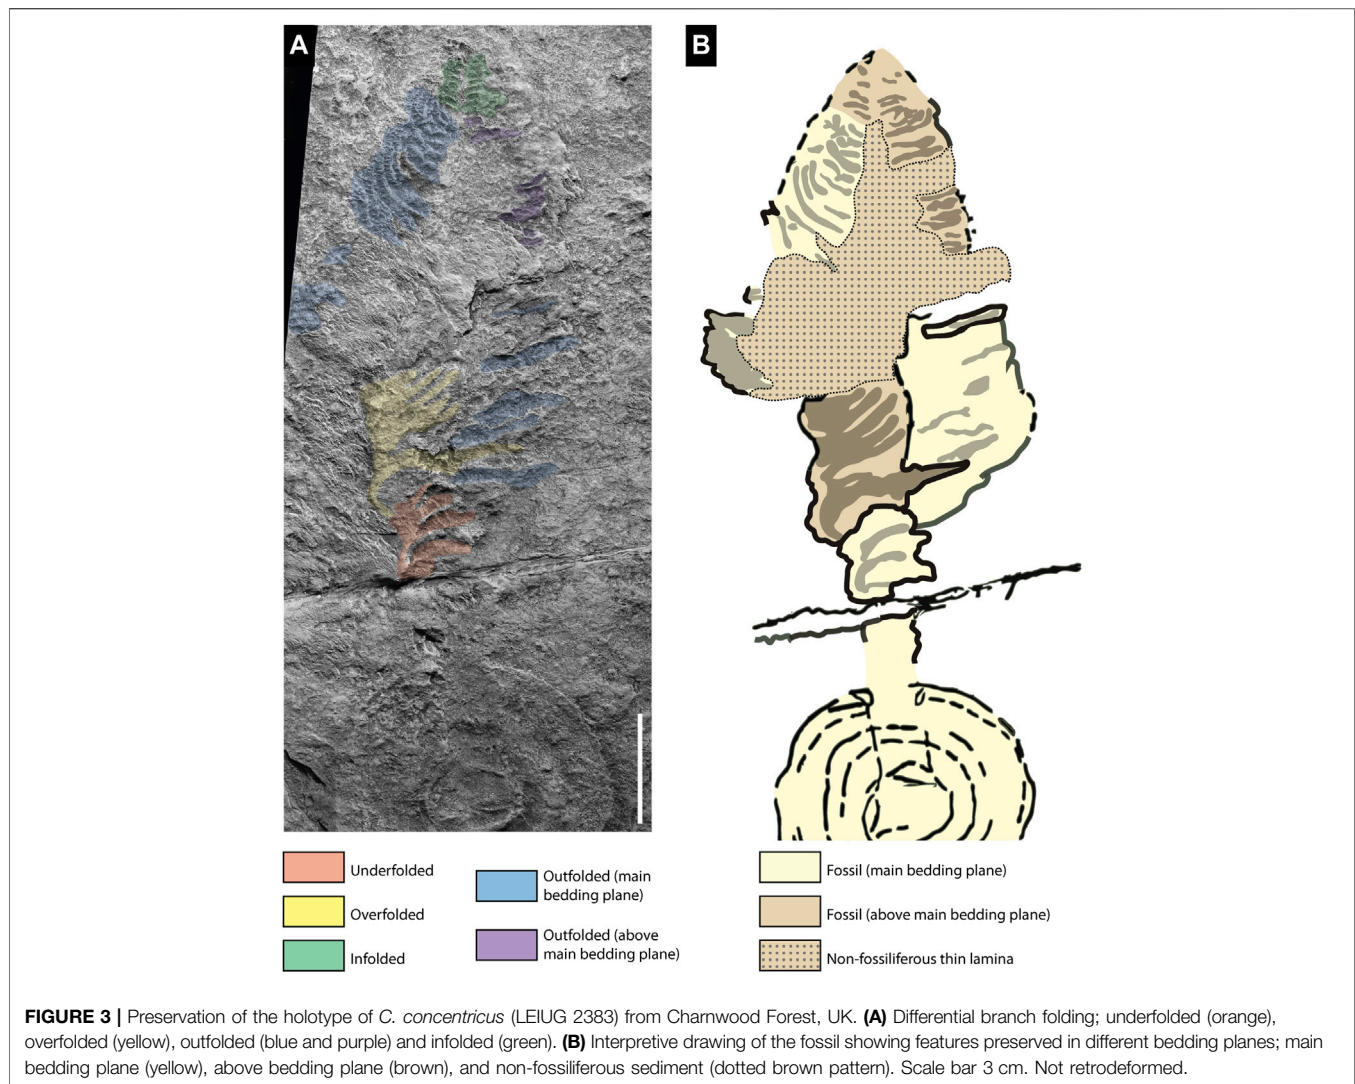 A
B
Underfolded
Overfolded
Infolded
Outfolded (main
bedding plane)
Outfolded (above
main bedding plane)
Fossil (main bedding plane)
Fossil (above main bedding plane)
Non-fossiliferous thin lamina
FIGURE 3 | Preservation of the holotype of C. concentricus (LEIUG 2383) from Charnwood Forest, UK. (A) Differential branch folding; underfolded (orange),
overfolded (yellow), outfolded (blue and purple) and infolded (green). (B) Interpretive drawing of the fossil showing features preserved in different bedding planes; main
bedding plane (yellow), above bedding plane (brown), and non-fossiliferous sediment (dotted brown pattern). Scale bar 3 cm. Not retrodeformed.